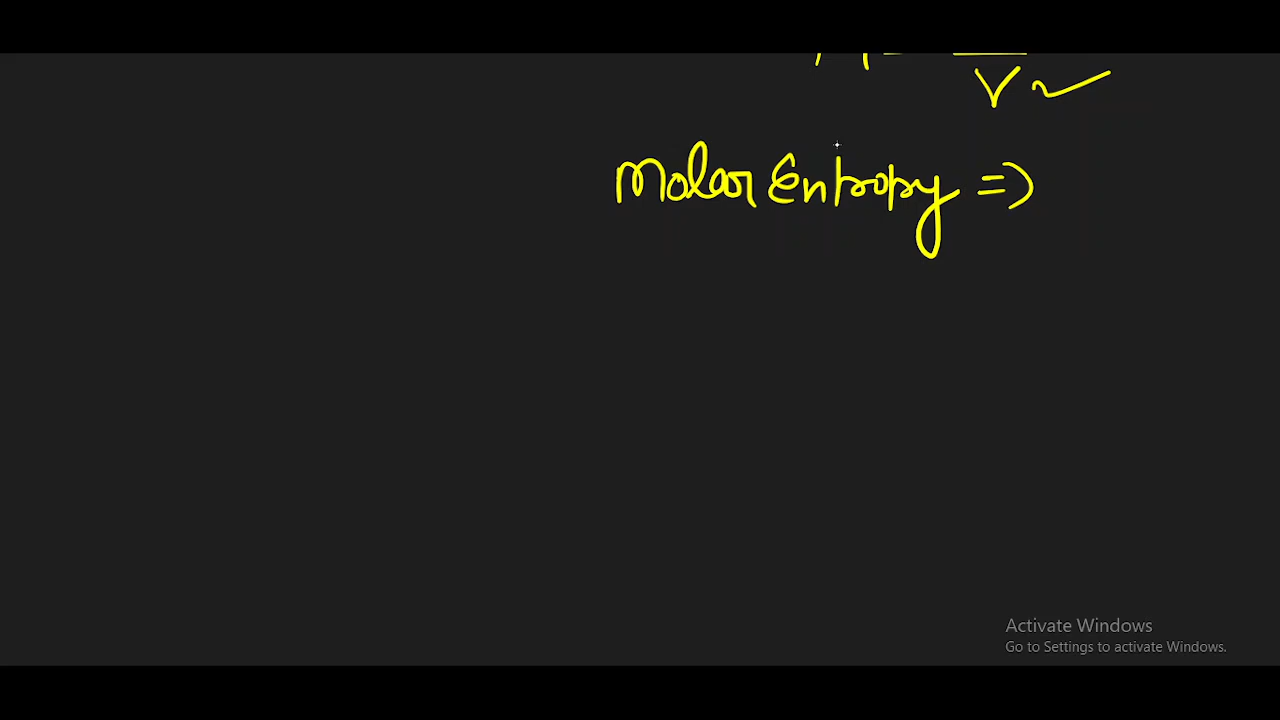 V
Molar Entropy =>
Activate Windows
Go to Settings to activate Windows.